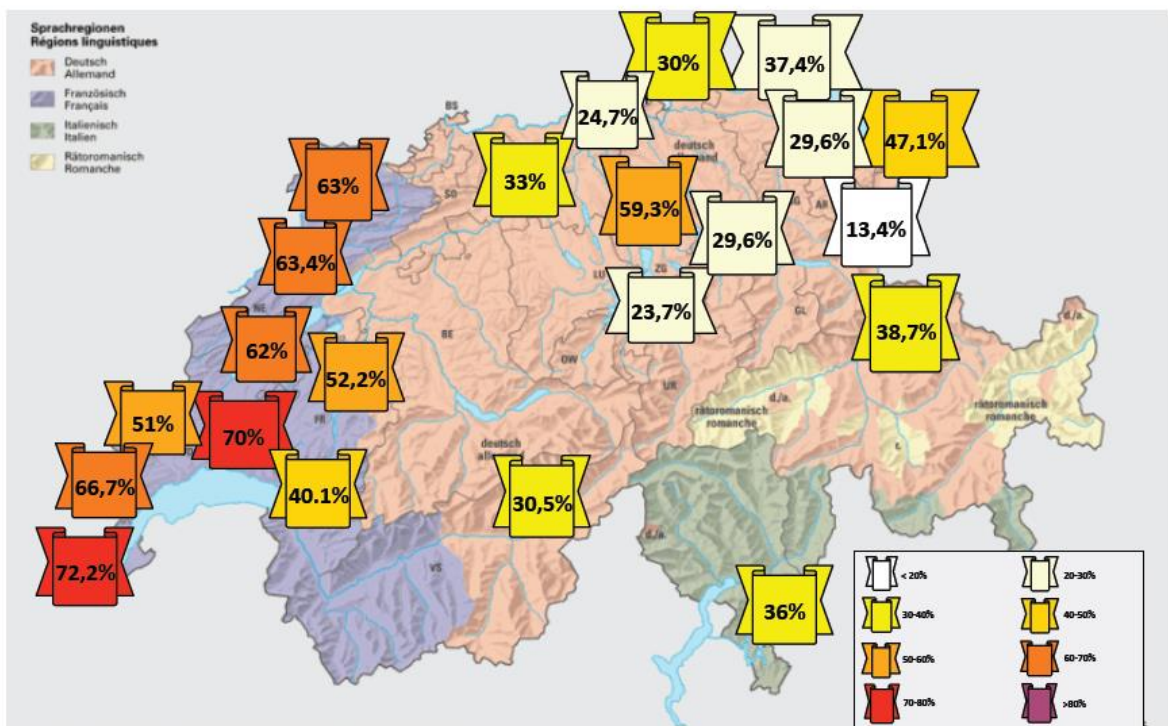 Sprachregionen
Régions linguistiques
Deutsch
Allemand
Französisch
Français
Italienisch
Italien
Rätoromanisch
Romanche
30%
37,4%
24,7%
BS
deutsch
29,6%
47,1%
63%
33%
SO
59,3%
AR
13,4%
29,6%
63,4%
LU
ZG
23,7%
NE
BE
GL
38,7%
d./a.
62%
52,2%
OW
UR
d./a.
rätoromanisch
romanche
rätoromanisch
romanche
51%
70%
FR
deutsch
r.
66,7%
40.1%
30,5%
72,2%
VS
d./a.
36%
< 20%
20-30%
30-40%
40-50%
50-60%
60-70%
70-80%
>80%